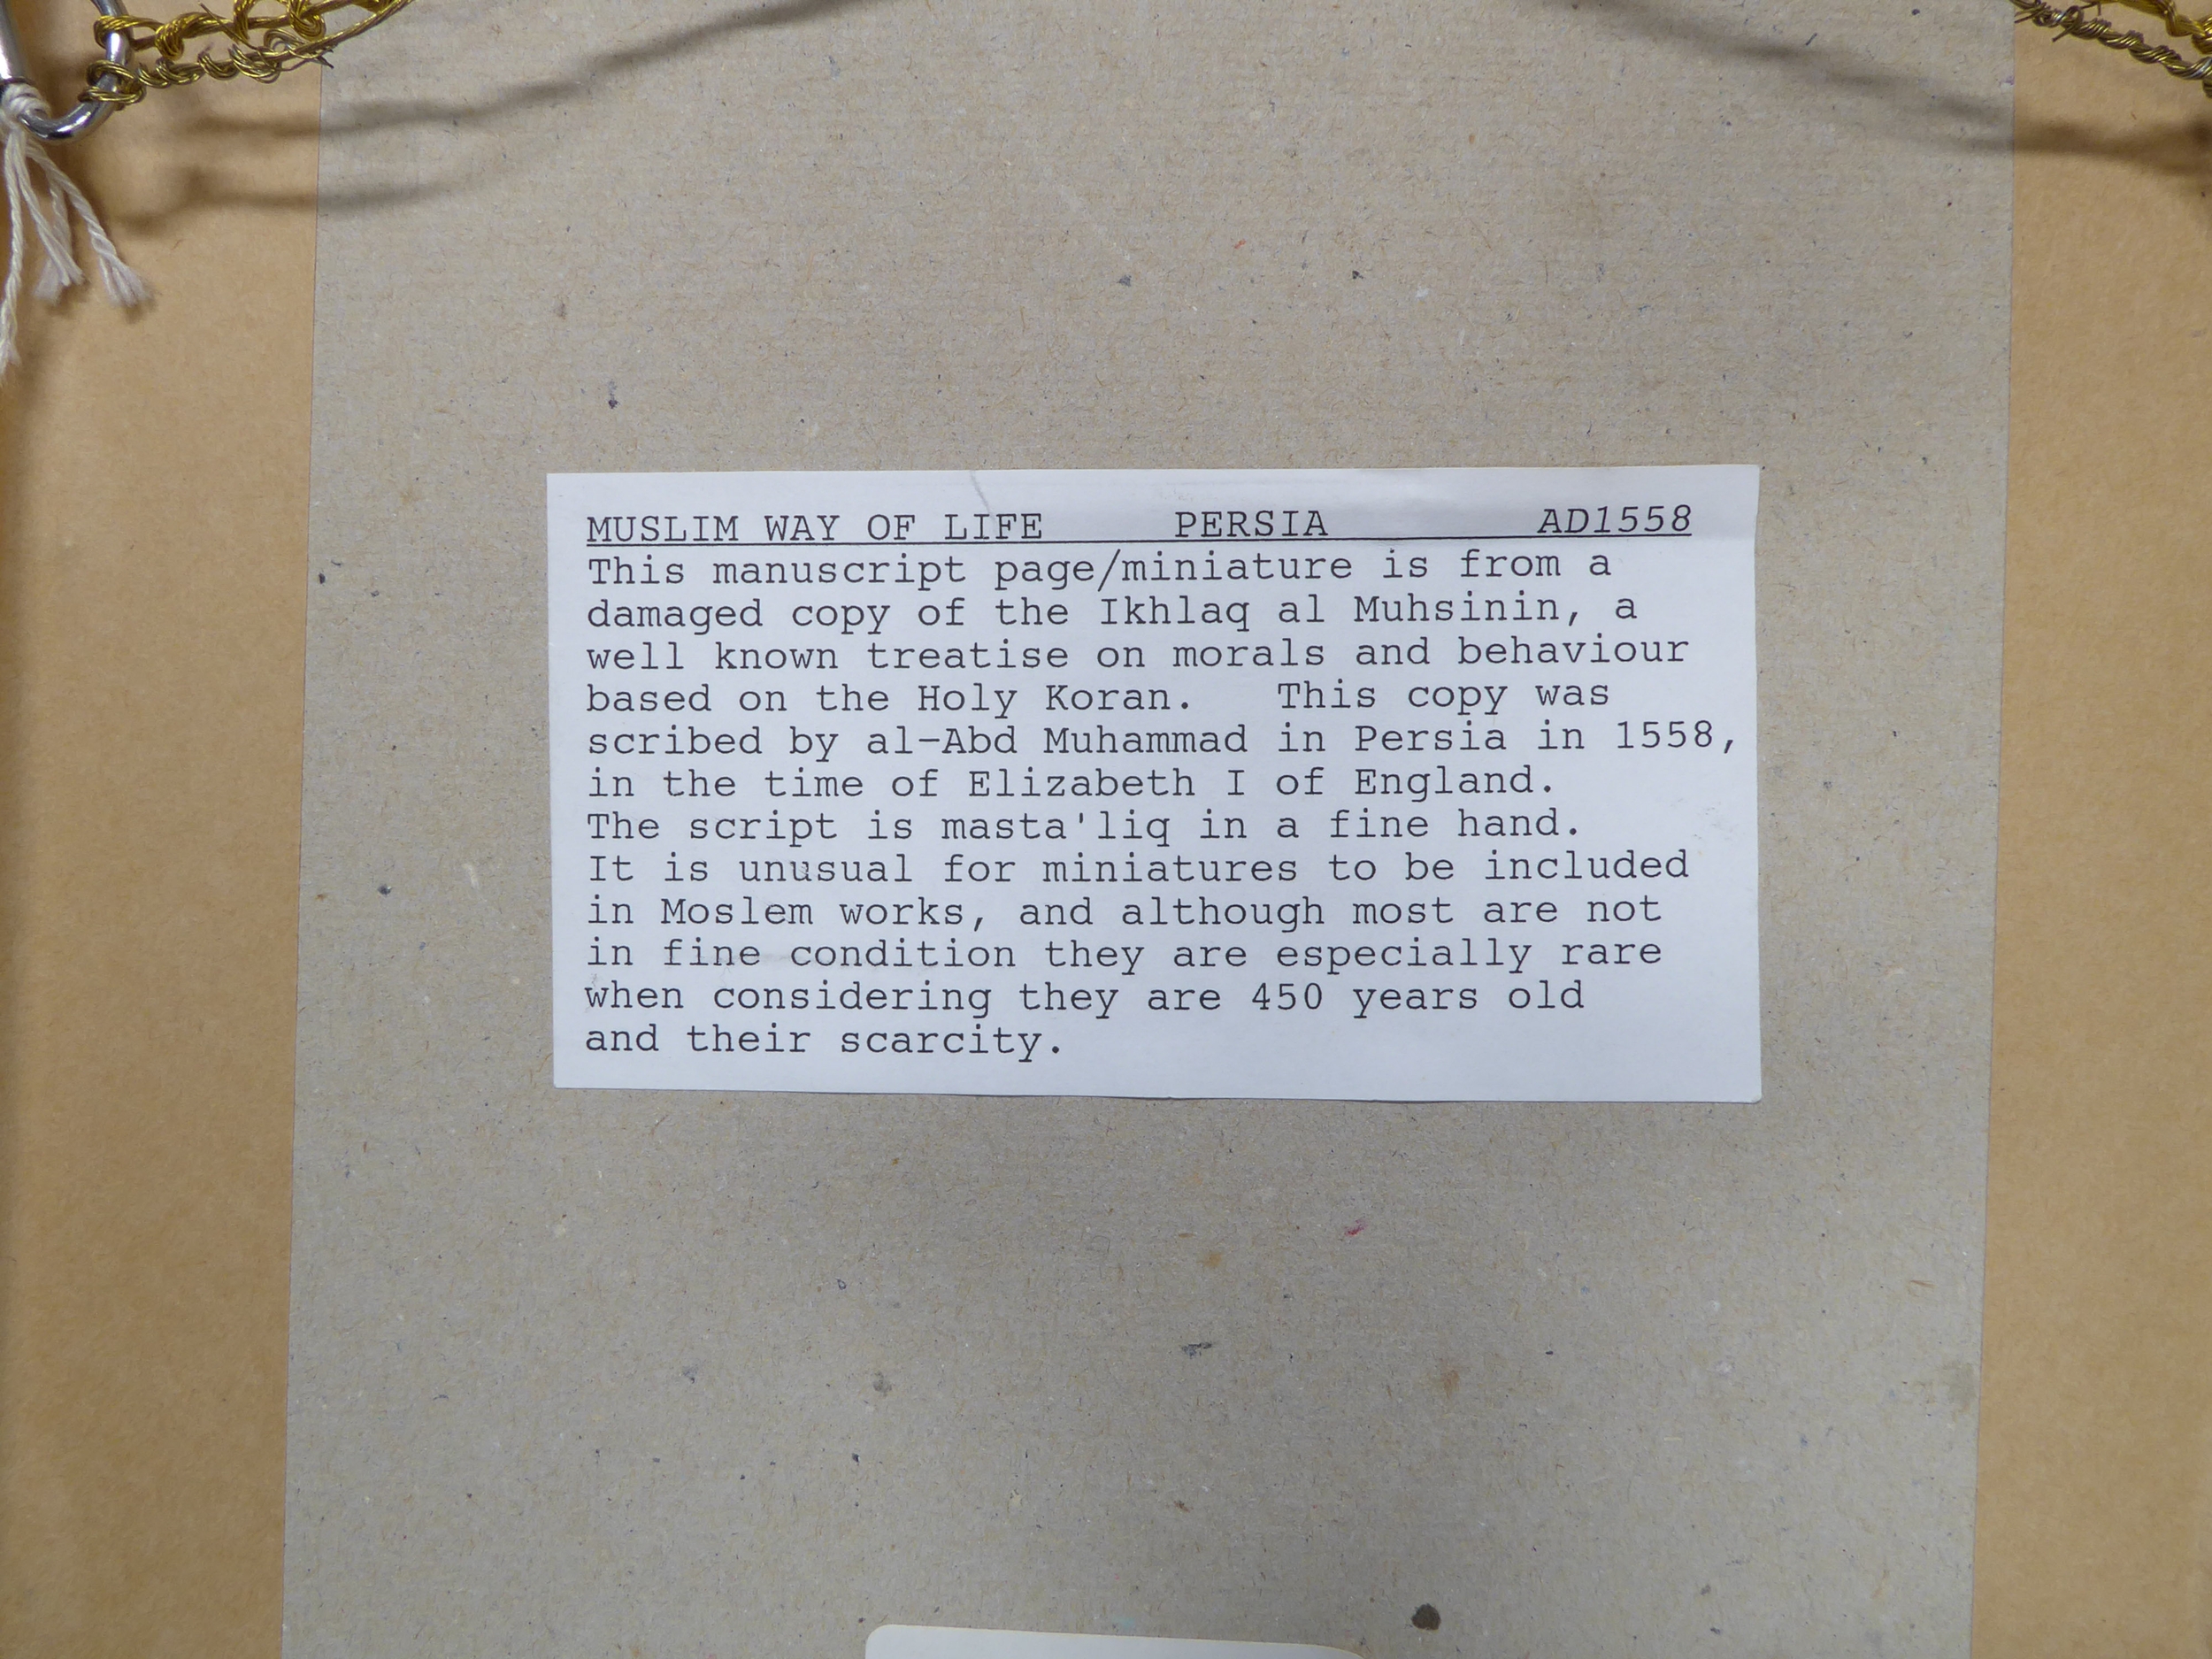 MUSLIM WAY OF LIFE PERSIA AD1558
This manuscript page/miniature is from a
damaged copy of the Ikhlaq al Muhsinin, a
well known treatise on morals and behaviour
based on the Holy Koran. This copy was
scribed by al-Abd Muhammad in Persia in 1558,
in the time of Elizabeth I of England.
The script is masta'liq in a fine hand.
It is unusual for miniatures to be included
in Moslem works, and although most are not
in fine condition they are especially rare
when considering they are 450 years old
and their scarcity.